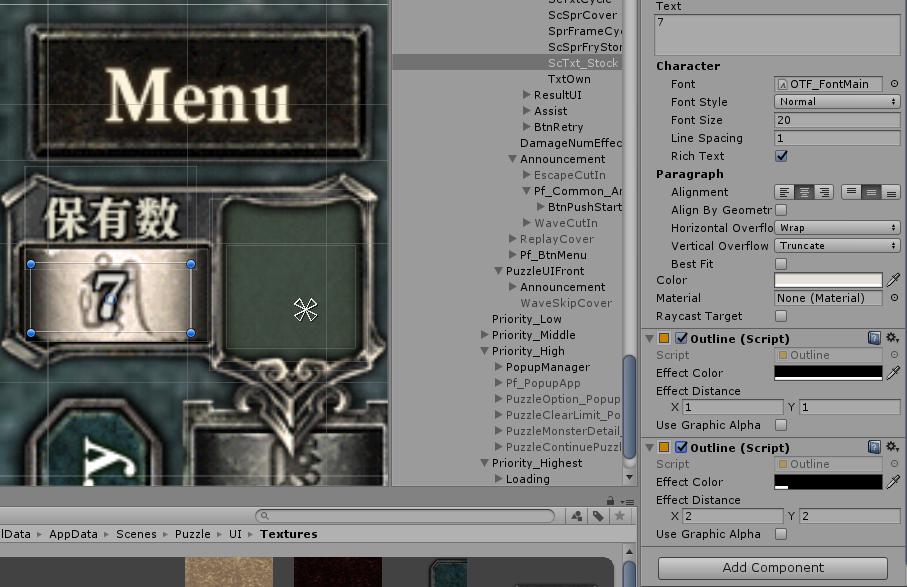 Menu
保有数
7
y
ScSprCover
SprFrameCy
ScSprFrySto
ScTxt_Stock
TxtOwn
ResultUI
Assist
BtnRetry
DamageNumEffec
Announcement
EscapeCutIn
Pf_Common_Ar
BtnPushStart
WaveCutIn
ReplayCover
Pf_BtnMenu
PuzzleUIFront
Announcement
WaveSkipCover
Priority_Low
Priority_Middle
Priority_High
PopupManager
Pf_PopupApp
PuzzleOption_Popup
PuzzleClearLimit_Po
PuzzleMonsterDetail_
PuzzleContinuePuzzl
Priority_Highest
Loading
lData ▸ AppData ▸ Scenes ▸ Puzzle ▸ UI ▸ Textures
Text
7
Character
Font OTF_FontMain
Font Style Normal
Font Size 20
Line Spacing 1
Rich Text
Paragraph
Alignment
Align By Geometr
Horizontal Overflo Wrap
Vertical Overflow Truncate
Best Fit
Color
Material None (Material)
Raycast Target
Outline (Script)
Script Outline
Effect Color
Effect Distance
X 1 Y 1
Use Graphic Alpha
Outline (Script)
Script Outline
Effect Color
Effect Distance
X 2 Y 2
Use Graphic Alpha
Add Component